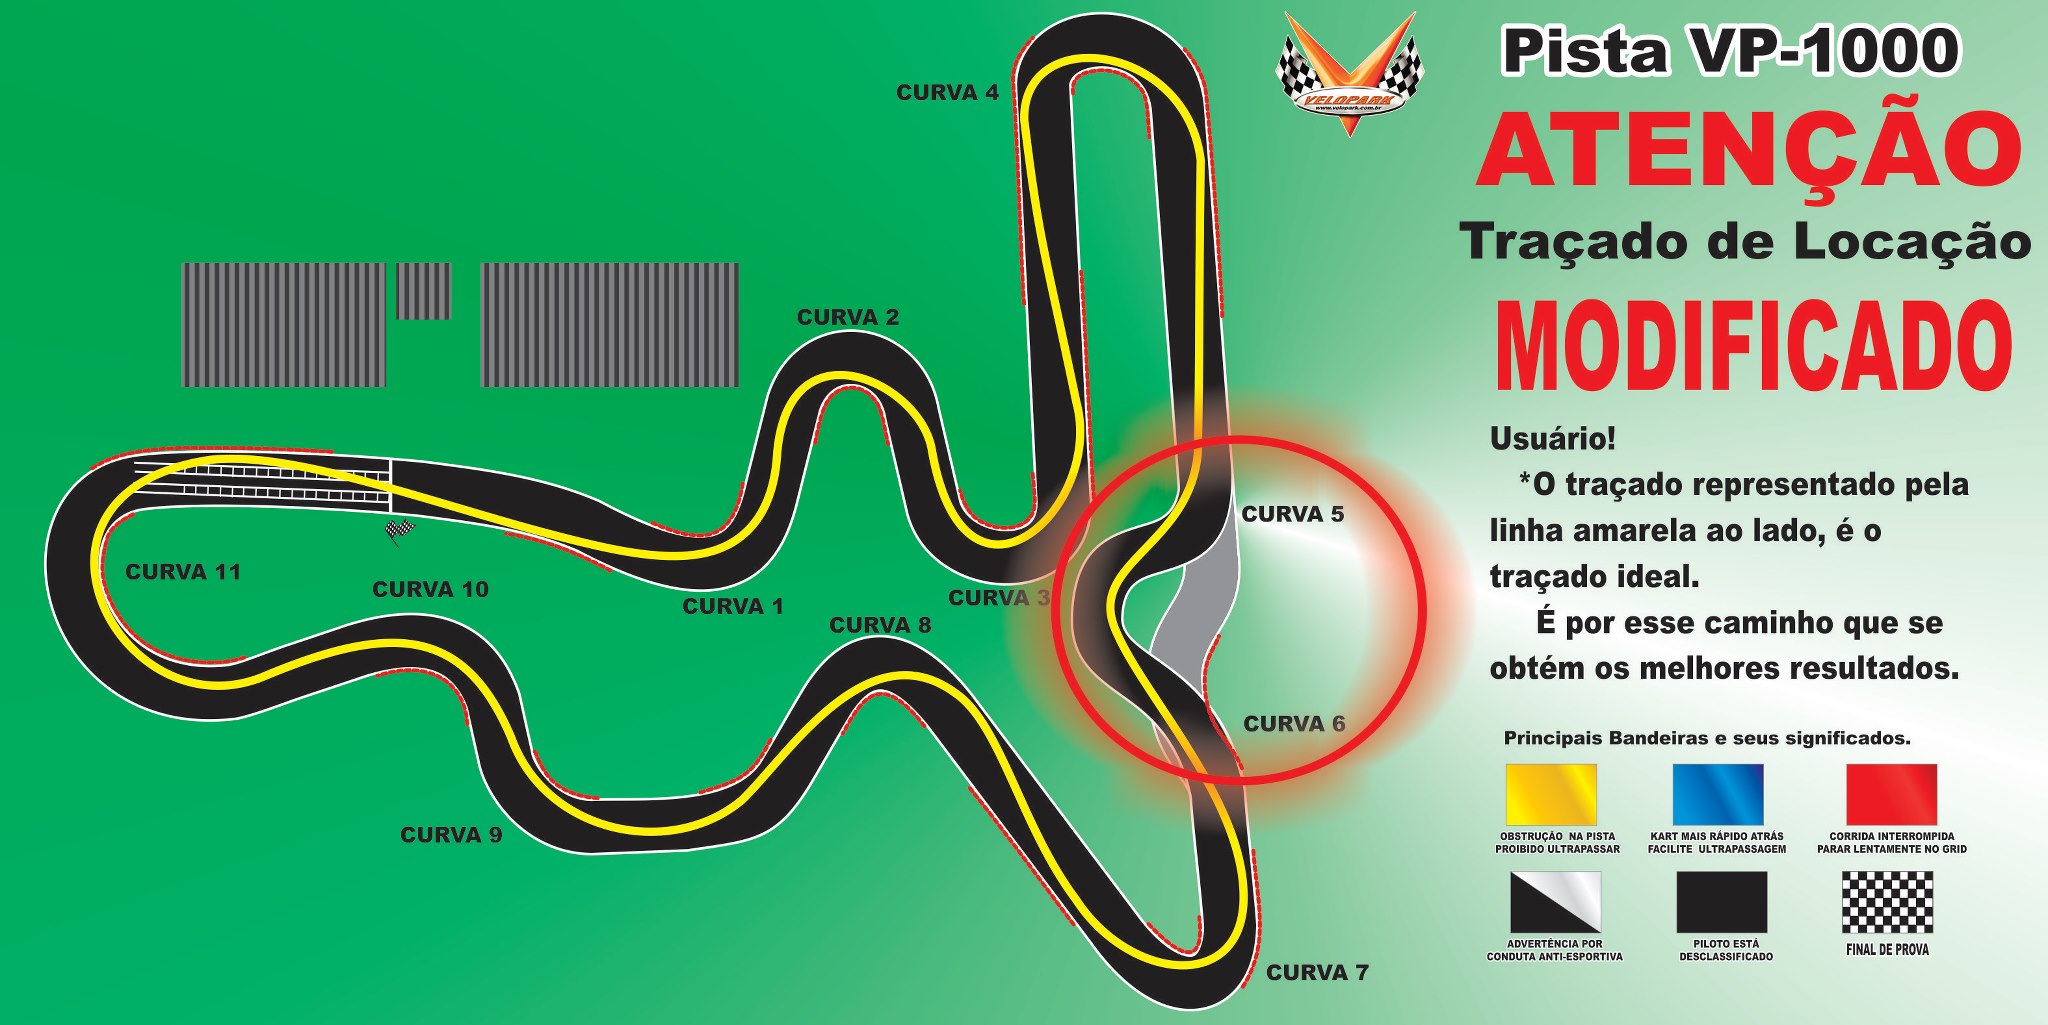 Pista VP-1000
ATENÇÃO
Traçado de Locação
MODIFICADO
Usuário!
*O traçado representado pela
linha amarela ao lado, é o
traçado ideal.
É por esse caminho que se
obtém os melhores resultados.
Principais Bandeiras e seus significados.
OBSTRUÇÃO NA PISTA
PROIBIDO ULTRAPASSAR
KART MAIS RÁPIDO ATRÁS
FACILITE ULTRAPASSAGEM
CORRIDA INTERROMPIDA
PARAR LENTAMENTE NO GRID
ADVERTÊNCIA POR
CONDUTA ANTI-ESPORTIVA
PILOTO ESTÁ
DESCLASSIFICADO
FINAL DE PROVA
VELOPARK
www.velopark.com.br
CURVA 4
CURVA 2
CURVA 5
CURVA 11
CURVA 10
CURVA 1
CURVA 3
CURVA 8
CURVA 6
CURVA 9
CURVA 7